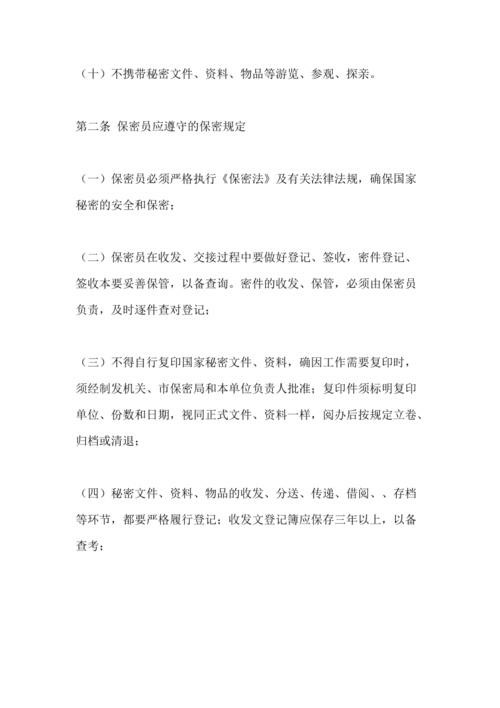 （十）不携带秘密文件、资料、物品等游览、参观、探亲。
第二条 保密员应遵守的保密规定
（一）保密员必须严格执行《保密法》及有关法律法规，确保国家
秘密的安全和保密；
（二）保密员在收发、交接过程中要做好登记、签收，密件登记、
签收本要妥善保管，以备查询。密件的收发、保管，必须由保密员
负责，及时逐件查对登记；
（三）不得自行复印国家秘密文件、资料，确因工作需要复印时，
须经制发机关、市保密局和本单位负责人批准；复印件须标明复印
单位、份数和日期，视同正式文件、资料一样，阅办后按规定立卷、
归档或清退；
（四）秘密文件、资料、物品的收发、分送、传递、借阅、、存档
等环节，都要严格履行登记；收发文登记簿应保存三年以上，以备
查考；